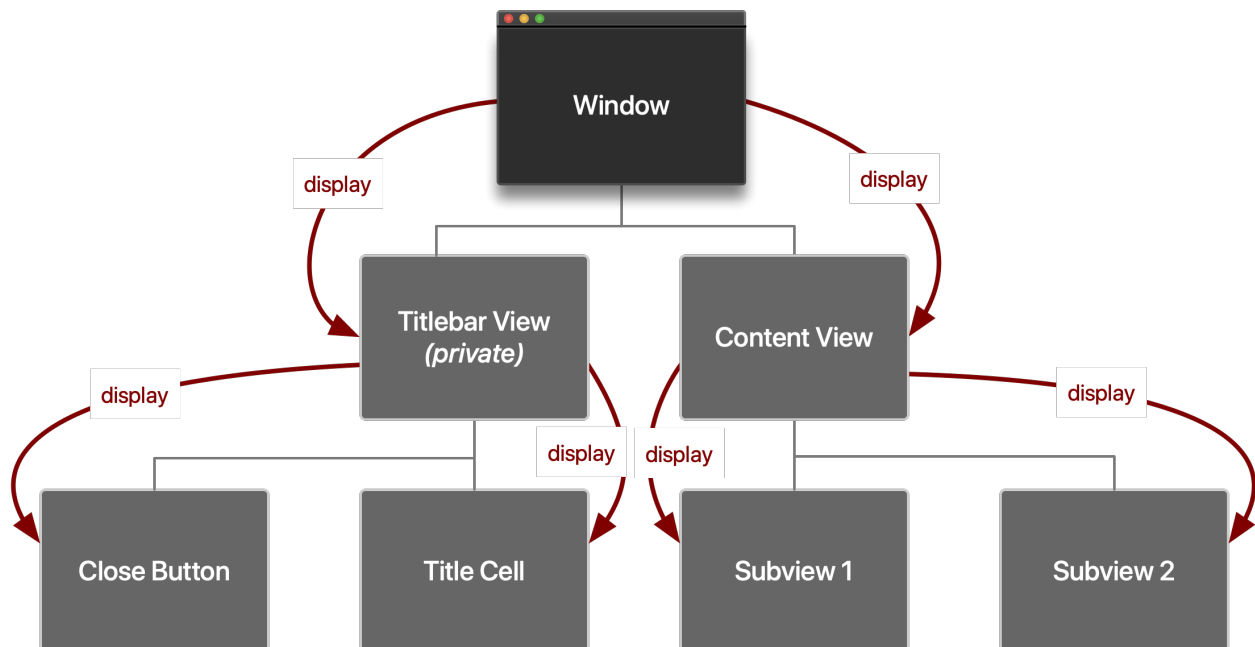 Window
display
display
Titlebar View
(private)
Content View
display
display
display
display
Close Button
Title Cell
Subview 1
Subview 2